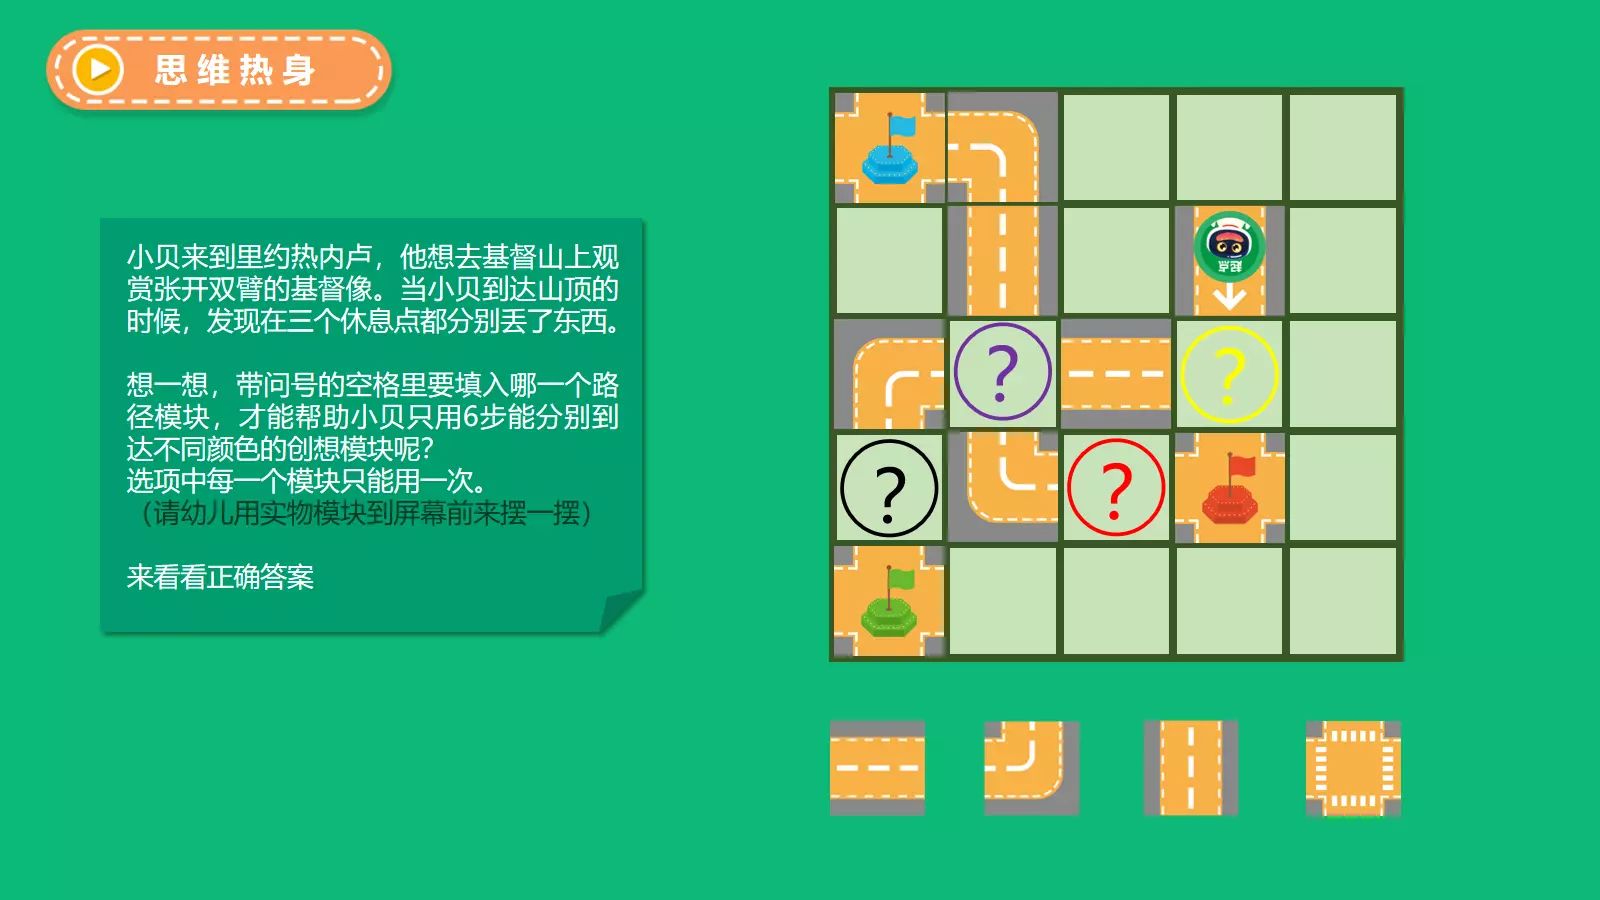 思维热身
小贝来到里约热内卢，他想去基督山上观
赏张开双臂的基督像。当小贝到达山顶的
时候，发现在三个休息点都分别丢了东西。
想一想，带问号的空格里要填入哪一个路
径模块，才能帮助小贝只用6步能分别到
达不同颜色的创想模块呢？
选项中每一个模块只能用一次。
（请幼儿用实物模块到屏幕前来摆一摆）
来看看正确答案
起点
?
?
?
?